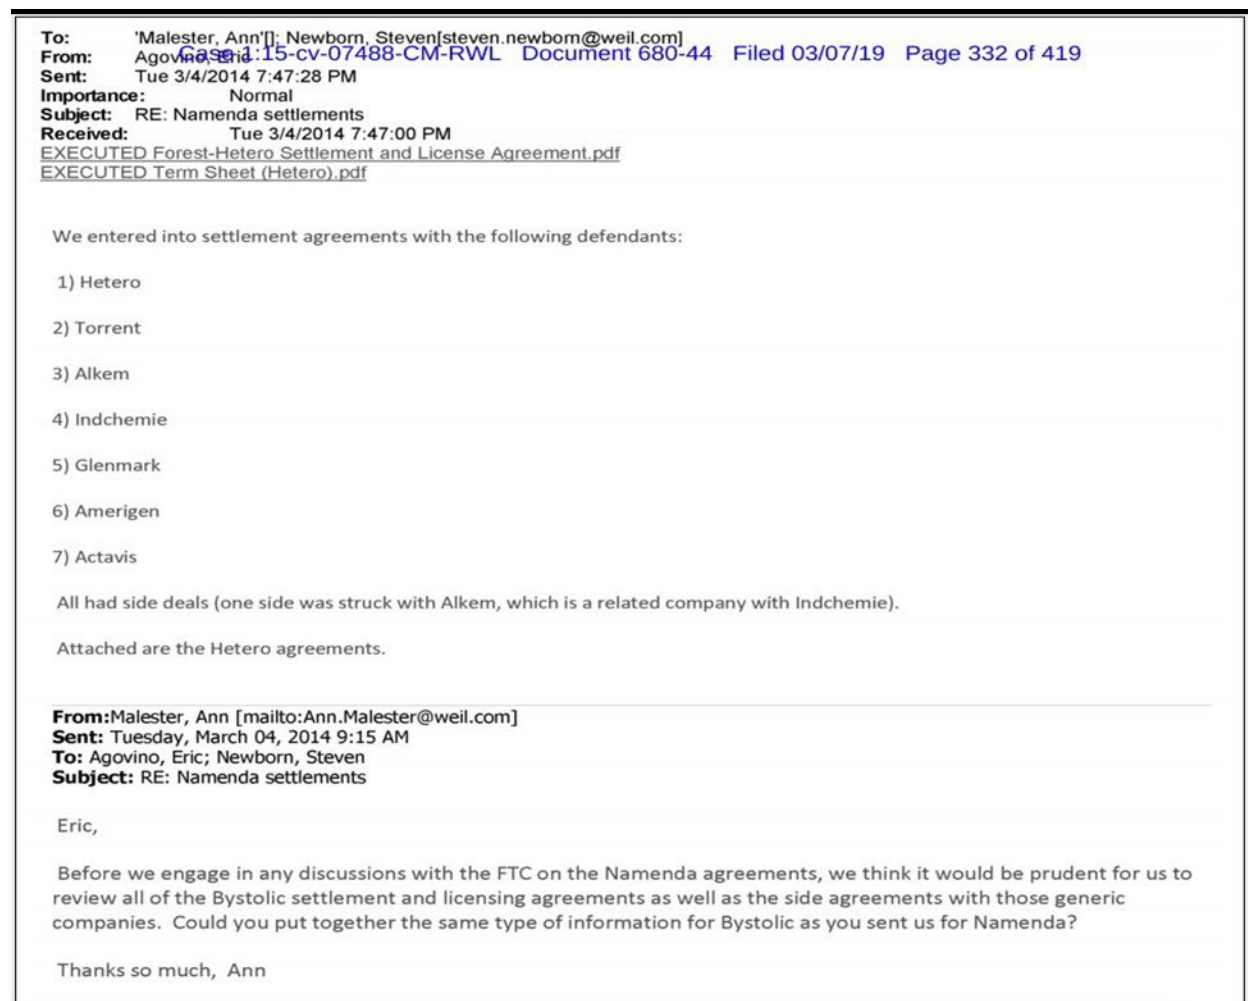 To: 'Malester, Ann'[]; Newborn, Steven[steven.newborn@weil.com]
Case 1:15-cv-07488-CM-RWL Document 680-44 Filed 03/07/19 Page 332 of 419
From: Agovino, Eric
Sent: Tue 3/4/2014 7:47:28 PM
Importance: Normal
Subject: RE: Namenda settlements
Received: Tue 3/4/2014 7:47:00 PM
EXECUTED Forest-Hetero Settlement and License Agreement.pdf
EXECUTED Term Sheet (Hetero).pdf
We entered into settlement agreements with the following defendants:
1) Hetero
2) Torrent
3) Alkem
4) Indchemie
5) Glenmark
6) Amerigen
7) Actavis
All had side deals (one side was struck with Alkem, which is a related company with Indchemie).
Attached are the Hetero agreements.
From:Malester, Ann [mailto:Ann.Malester@weil.com]
Sent: Tuesday, March 04, 2014 9:15 AM
To: Agovino, Eric; Newborn, Steven
Subject: RE: Namenda settlements
Eric,
Before we engage in any discussions with the FTC on the Namenda agreements, we think it would be prudent for us to
review all of the Bystolic settlement and licensing agreements as well as the side agreements with those generic
companies. Could you put together the same type of information for Bystolic as you sent us for Namenda?
Thanks so much, Ann